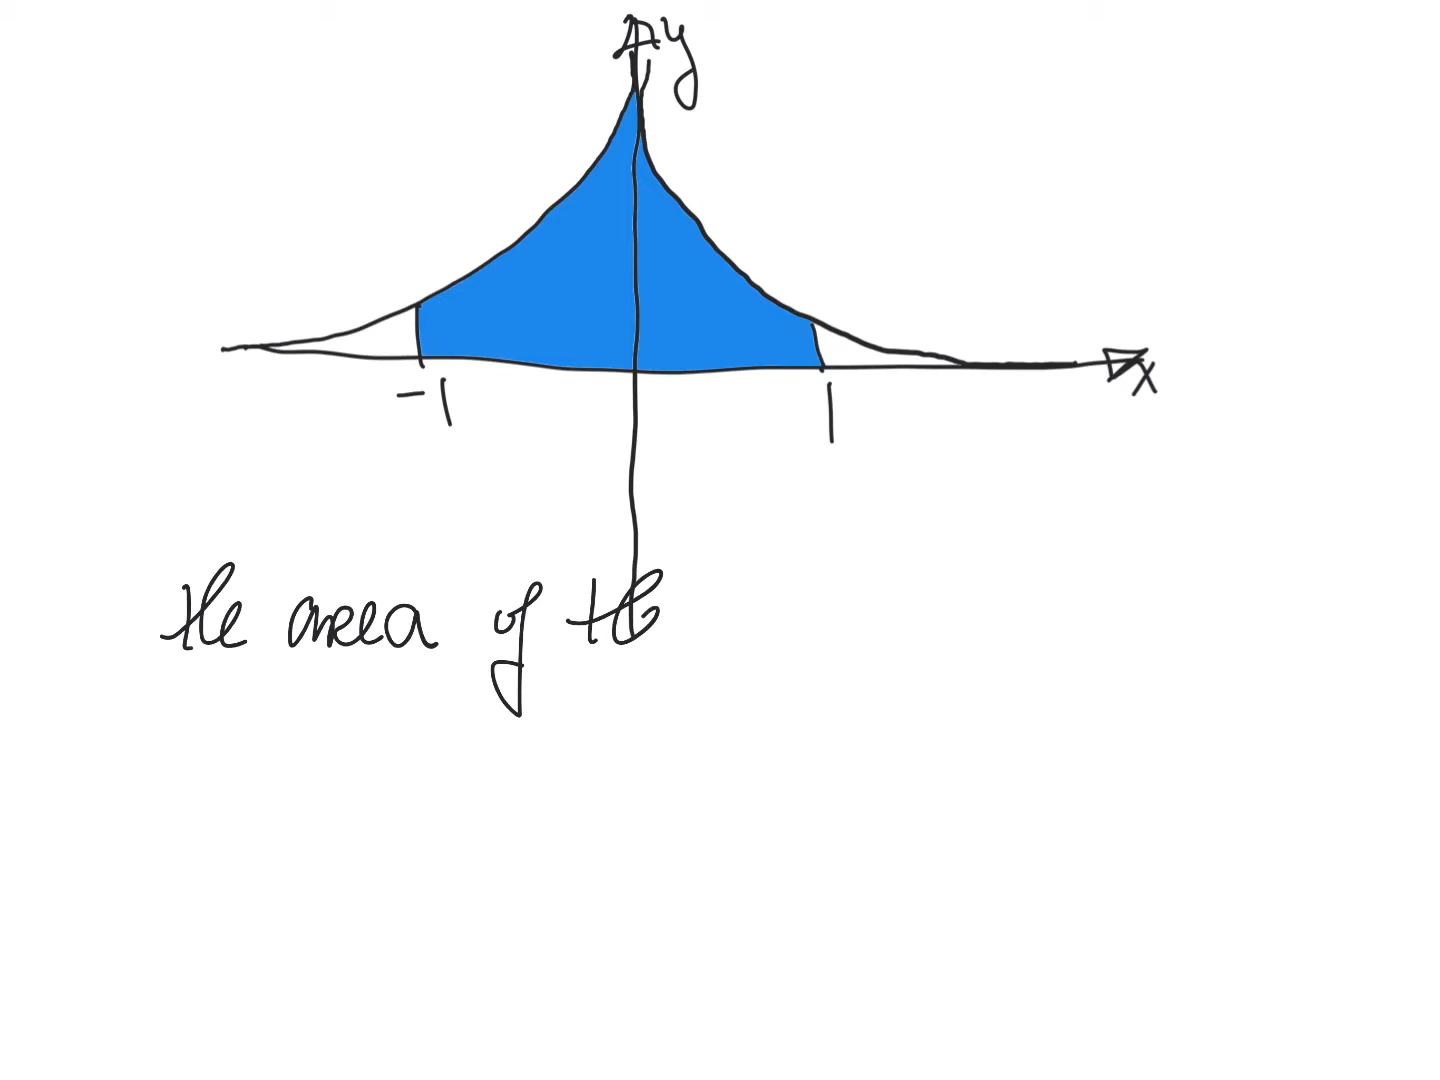 y
x
-1 1
the area of the